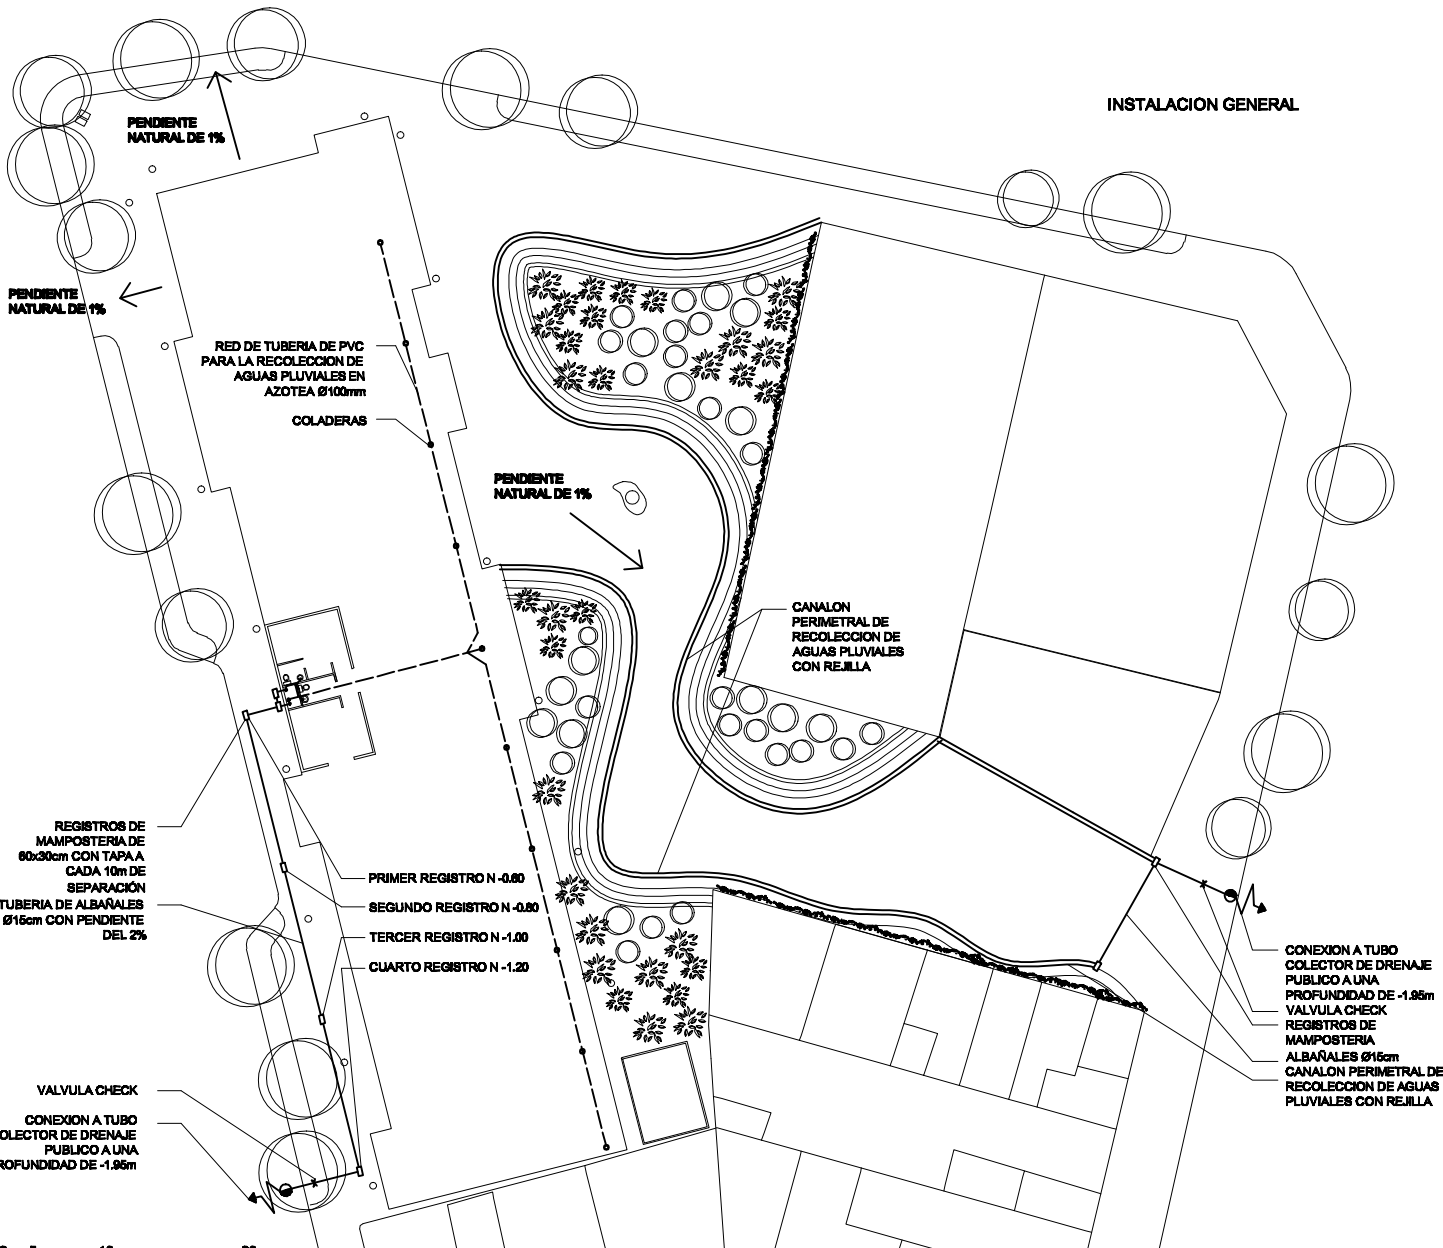 INSTALACION GENERAL
PENDIENTE
NATURAL DE 1%
PENDIENTE
NATURAL DE 1%
RED DE TUBERIA DE PVC
PARA LA RECOLECCION DE
AGUAS PLUVIALES EN
AZOTEA Ø100mm
COLADERAS
PENDIENTE
NATURAL DE 1%
CANALON
PERIMETRAL DE
RECOLECCION DE
AGUAS PLUVIALES
CON REJILLA
REGISTROS DE
MAMPOSTERIA DE
60x30cm CON TAPA A
CADA 10m DE
SEPARACIÓN
TUBERIA DE ALBAÑALES
Ø15cm CON PENDIENTE
DEL 2%
PRIMER REGISTRO N -0.60
SEGUNDO REGISTRO N -0.80
TERCER REGISTRO N -1.00
CUARTO REGISTRO N -1.20
VALVULA CHECK
CONEXION A TUBO
OLECTOR DE DRENAJE
PUBLICO A UNA
ROFUNDIDAD DE -1.95m
CONEXION A TUBO
COLECTOR DE DRENAJE
PUBLICO A UNA
PROFUNDIDAD DE -1.95m
VALVULA CHECK
REGISTROS DE
MAMPOSTERIA
ALBAÑALES Ø15cm
CANALON PERIMETRAL DE
RECOLECCION DE AGUAS
PLUVIALES CON REJILLA